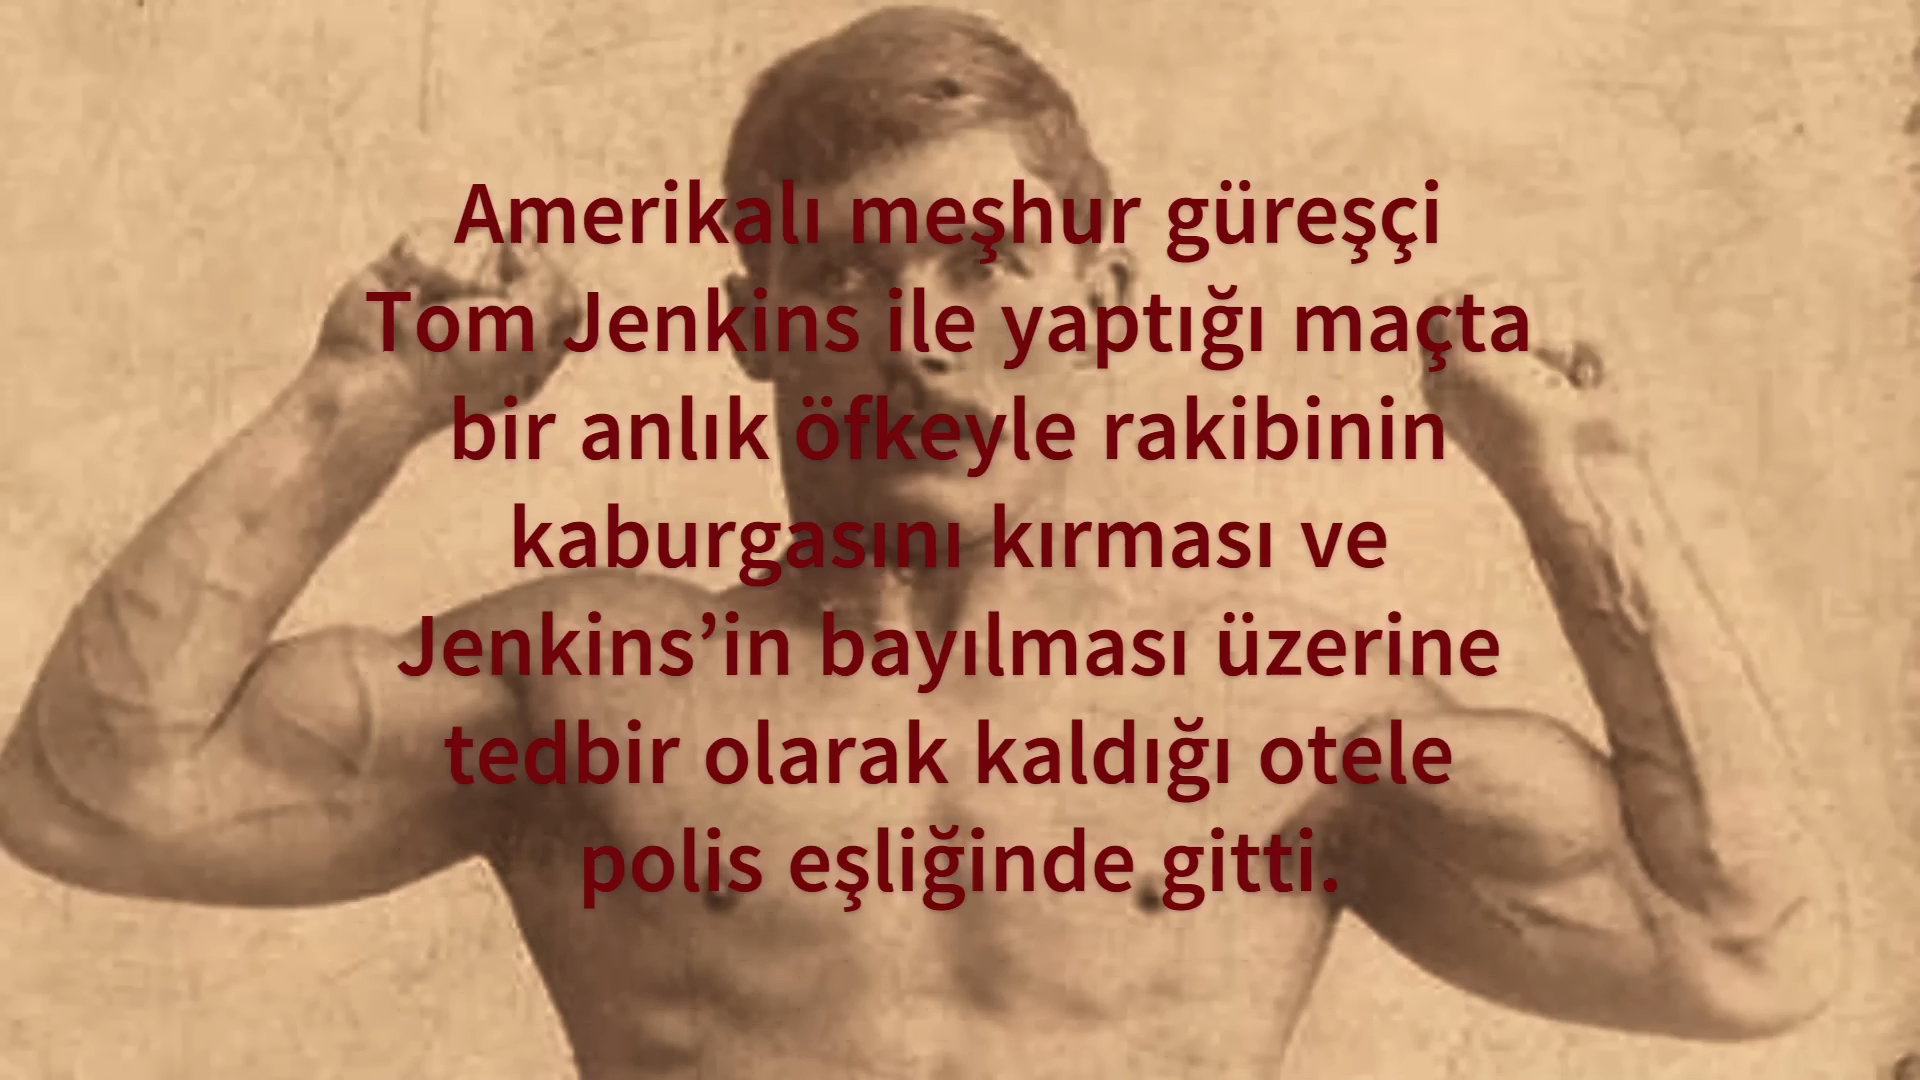 Amerikalı meşhur güreşçi
Tom Jenkins ile yaptığı maçta
bir anlık öfkeyle rakibinin
kaburgasını kırması ve
Jenkins’in bayılması üzerine
tedbir olarak kaldığı otele
polis eşliğinde gitti.